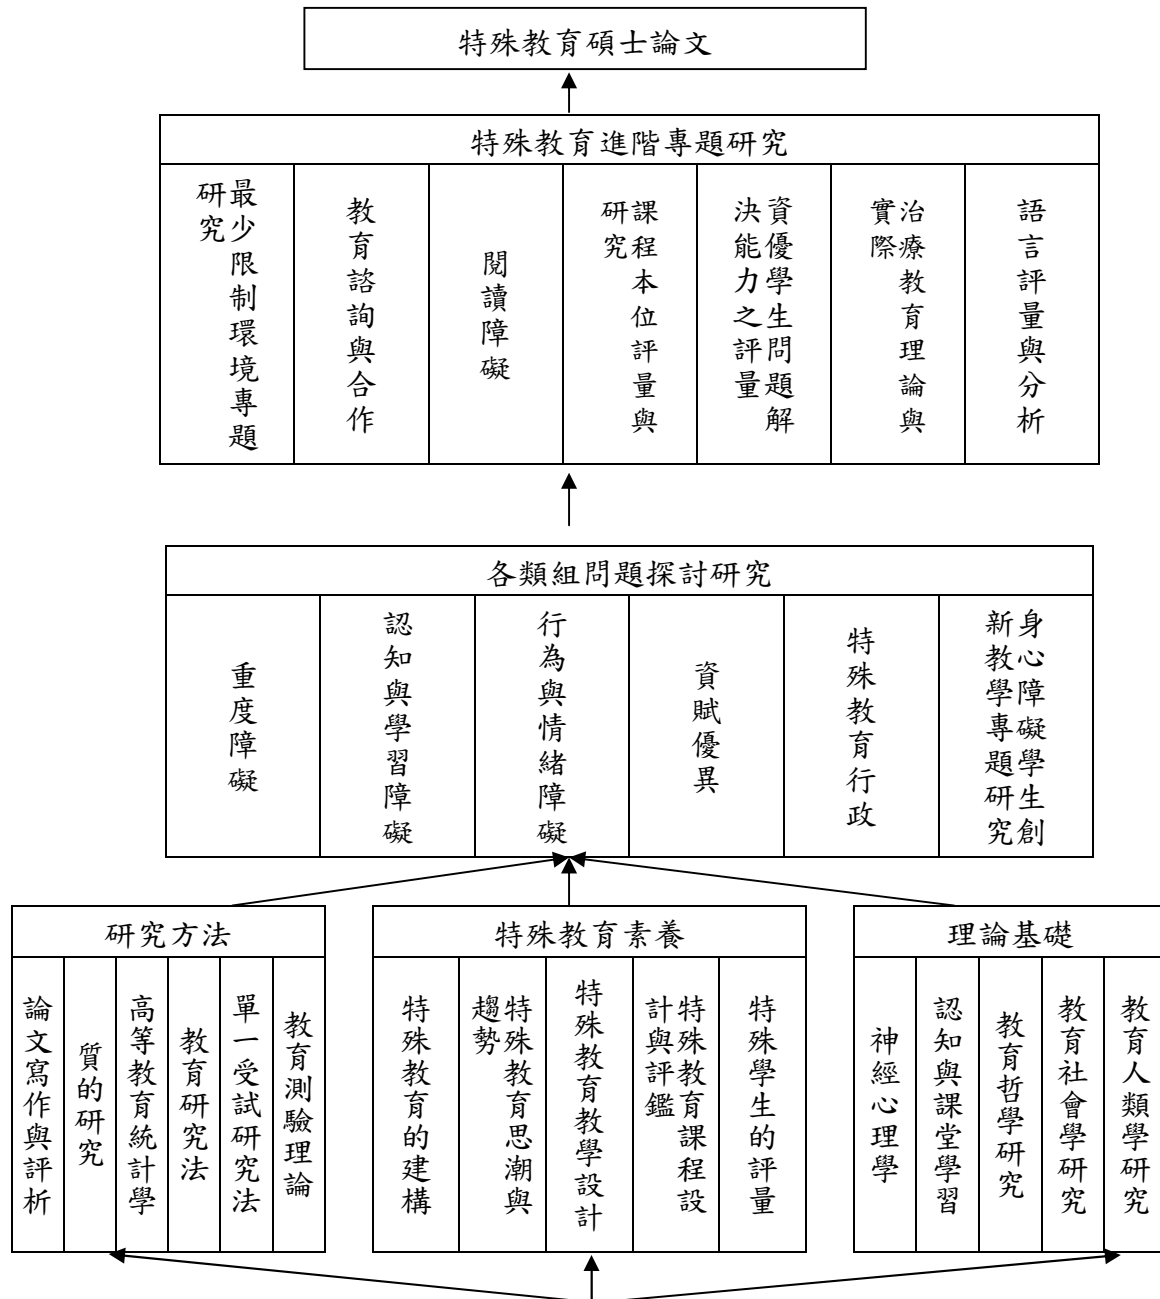 特殊教育碩士論文
特殊教育進階專題研究
最少限制環境專題
研究
教育諮詢與合作
閱讀障礙
課程本位評量與
研究
資優學生問題解
決能力之評量
治療教育理論與
實際
語言評量與分析
各類組問題探討研究
重度障礙
認知與學習障礙
行為與情緒障礙
資賦優異
特殊教育行政
身心障礙學生創
新教學專題研究
研究方法
論文寫作與評析
質的研究
高等教育統計學
教育研究法
單一受試研究法
教育測驗理論
特殊教育素養
特殊教育的建構
特殊教育思潮與
趨勢
特殊教育教學設計
特殊教育課程設
計與評鑑
特殊學生的評量
理論基礎
神經心理學
認知與課堂學習
教育哲學研究
教育社會學研究
教育人類學研究